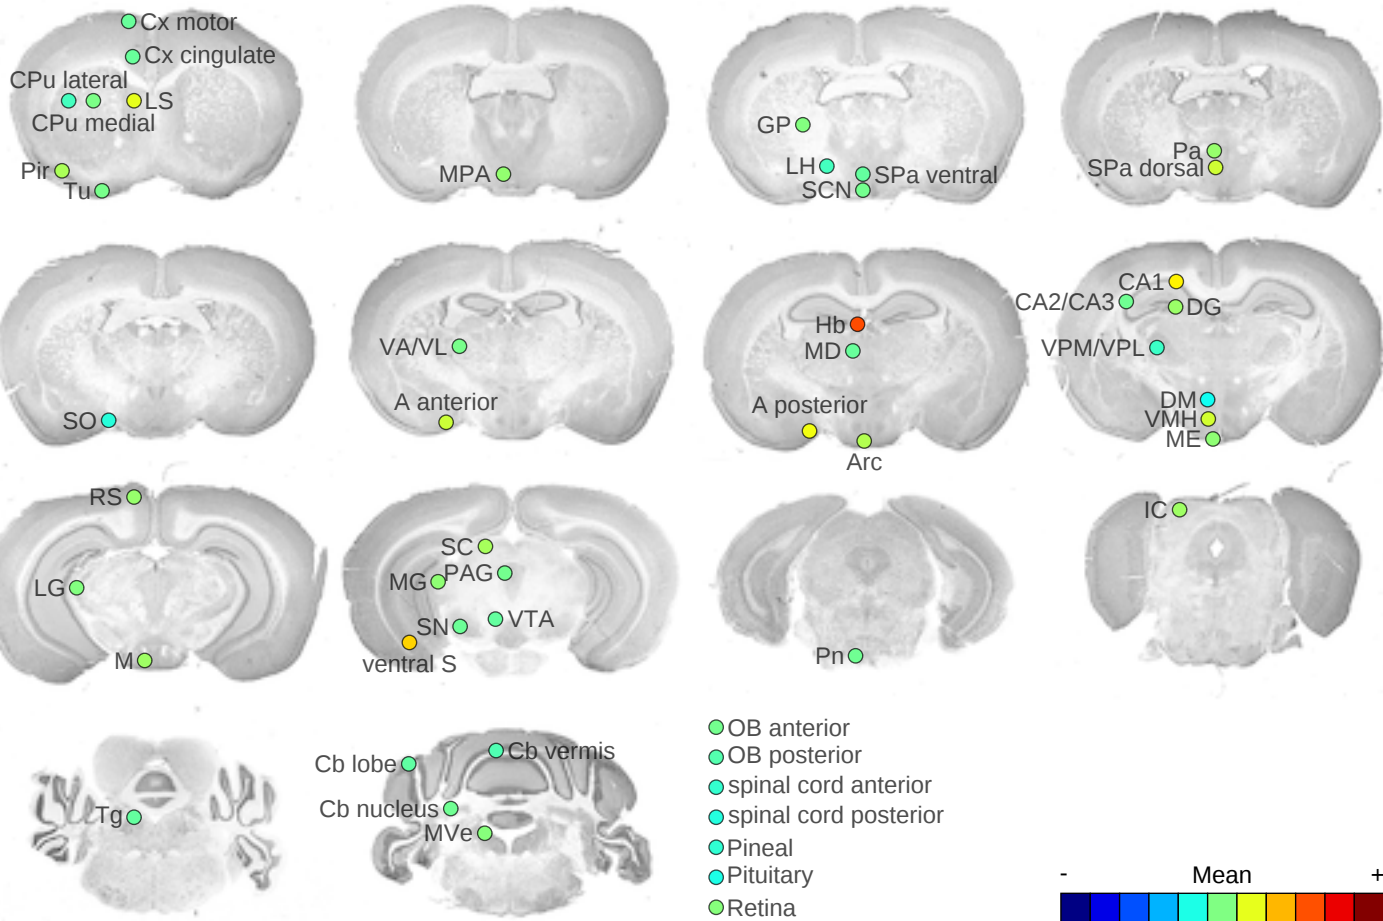 Cx motor
Cx cingulate
CPu lateral
LS
CPu medial
Pir
Tu
MPA
GP
LH
SPa ventral
SCN
Pa
SPa dorsal
SO
VA/VL
A anterior
Hb
MD
A posterior
Arc
CA1
CA2/CA3
DG
VPM/VPL
DM
VMH
ME
RS
LG
M
SC
MG
PAG
SN
VTA
ventral S
Pn
IC
Tg
Cb lobe
Cb vermis
Cb nucleus
MVe
OB anterior
OB posterior
spinal cord anterior
spinal cord posterior
Pineal
Pituitary
Retina
- Mean +